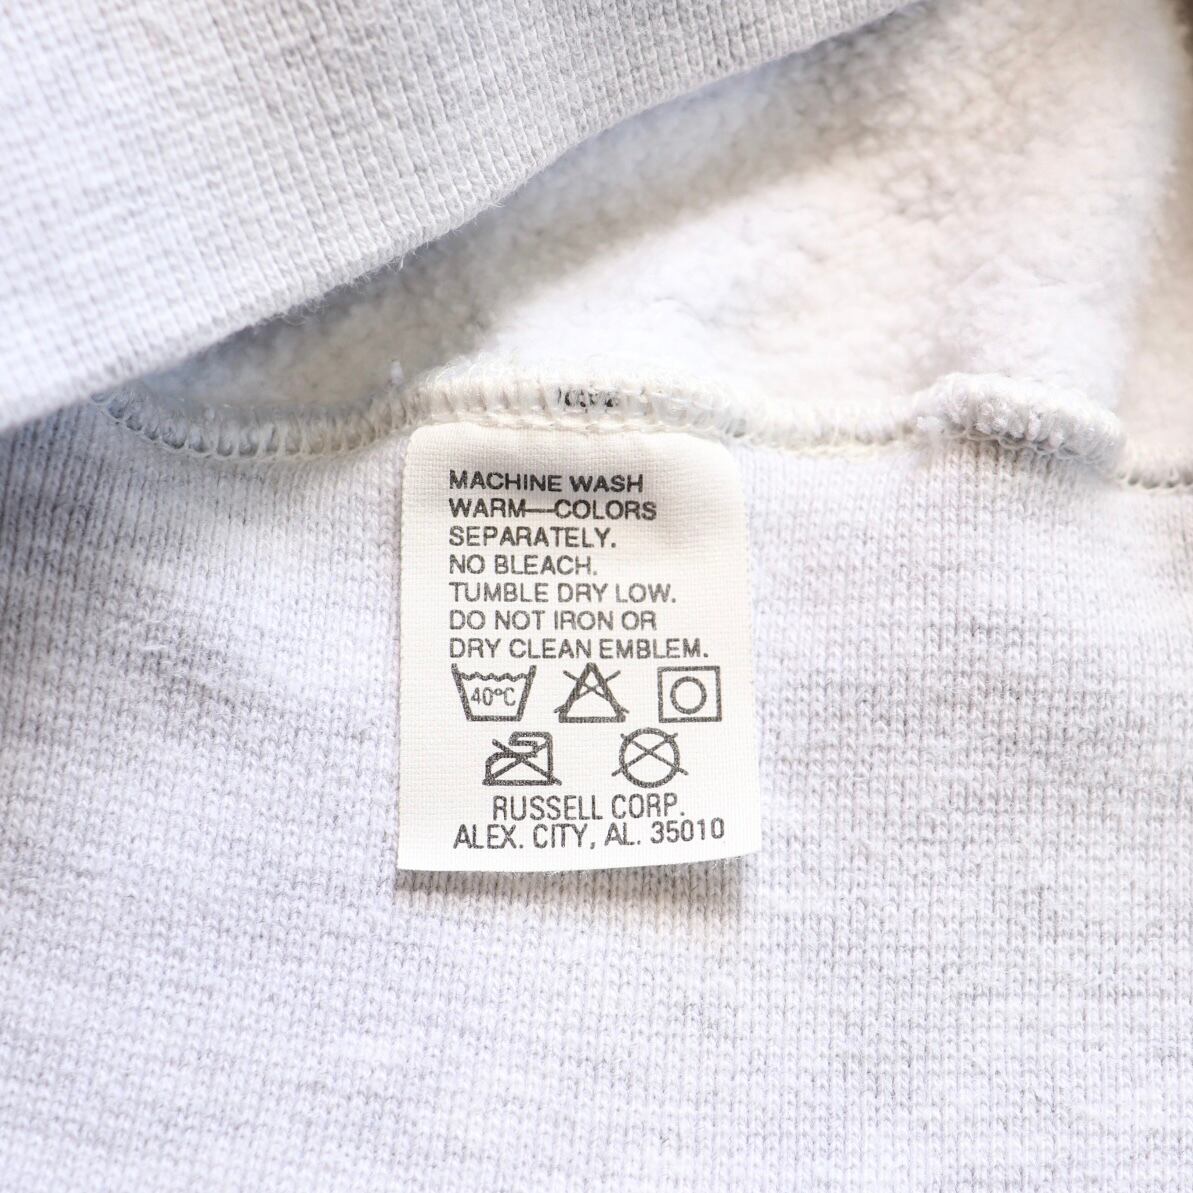 MACHINE WASH
WARM—COLORS
SEPARATELY.
NO BLEACH.
TUMBLE DRY LOW.
DO NOT IRON OR
DRY CLEAN EMBLEM.
40°C
RUSSELL CORP.
ALEX. CITY, AL. 35010